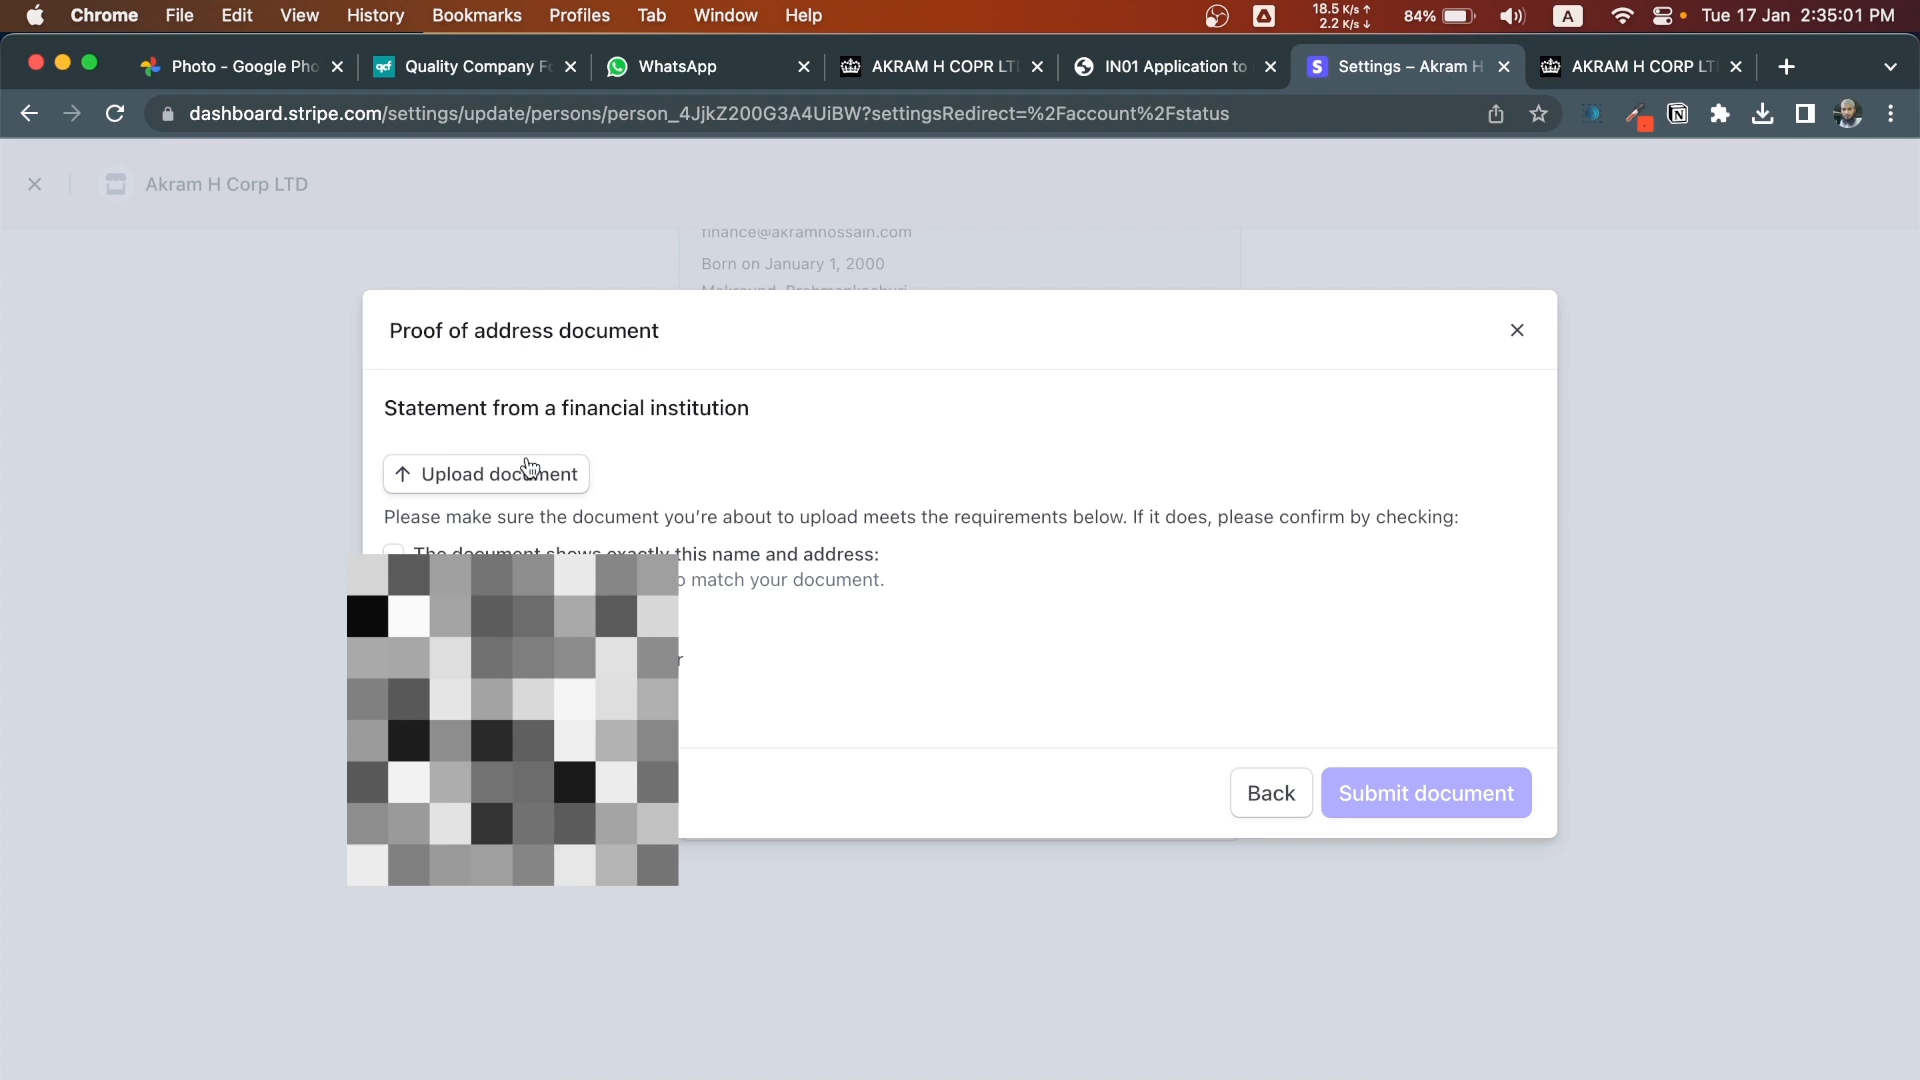 Chrome File Edit View History Bookmarks Profiles Tab Window Help 18.5 K/s ↑ 2.2 K/s ↓ 84% A Tue 17 Jan 2:35:01 PM
Photo - Google Pho qcf Quality Company Fo WhatsApp AKRAM H COPR LT IN01 Application to S Settings – Akram H AKRAM H CORP LT
dashboard.stripe.com/settings/update/persons/person_4JjkZ200G3A4UiBW?settingsRedirect=%2Faccount%2Fstatus
Akram H Corp LTD
finance@akramhossain.com
Born on January 1, 2000
Proof of address document
Statement from a financial institution
Upload document
Please make sure the document you're about to upload meets the requirements below. If it does, please confirm by checking:
The document shows exactly this name and address:
match your document.
Back Submit document